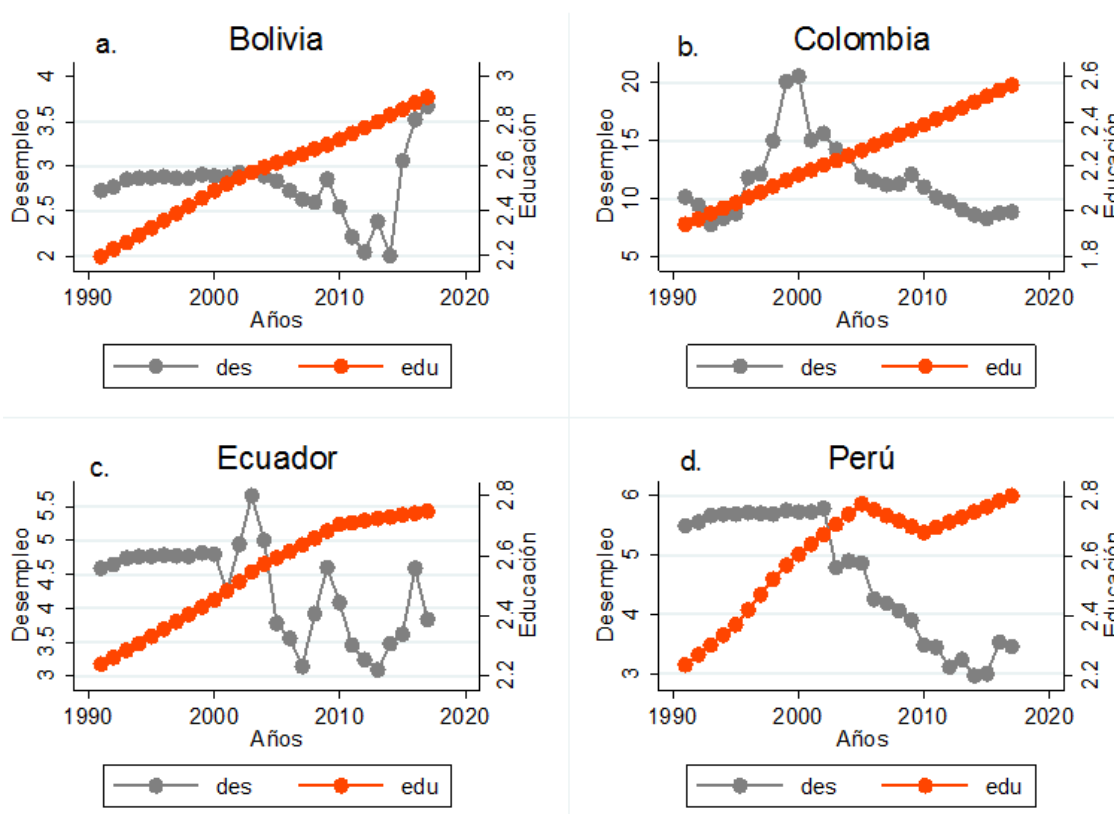 a. Bolivia
4
3.5
3
2.5
2
Desempleo
3
2.8
2.6
2.4
2.2
Educación
1990 2000 2010 2020
Años
des edu
b. Colombia
20
15
10
5
Desempleo
2.6
2.4
2.2
2
1.8
Educación
1990 2000 2010 2020
Años
des edu
c. Ecuador
5.5
5
4.5
4
3.5
3
Desempleo
2.8
2.6
2.4
2.2
Educación
1990 2000 2010 2020
Años
des edu
d. Perú
6
5
4
3
Desempleo
2.8
2.6
2.4
2.2
Educación
1990 2000 2010 2020
Años
des edu